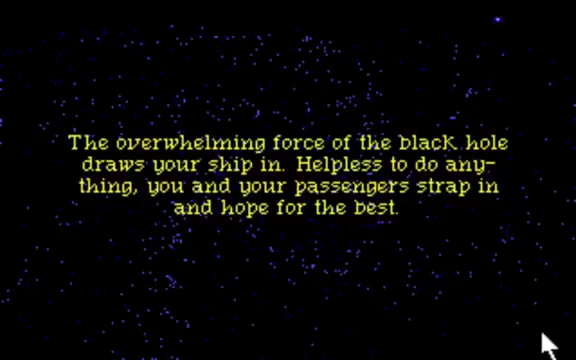 The overwhelming force of the black hole
draws your ship in. Helpless to do any-
thing, you and your passengers strap in
and hope for the best.